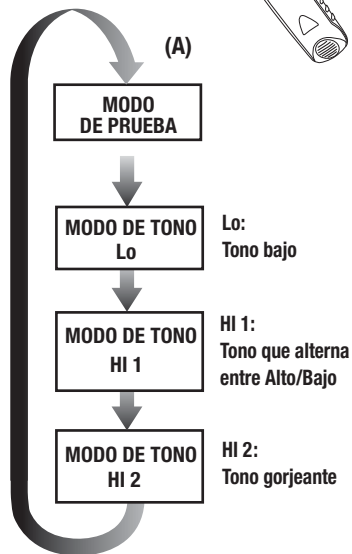 (A)
MODO
DE PRUEBA
MODO DE TONO
Lo
Lo:
Tono bajo
MODO DE TONO
HI 1
HI 1:
Tono que alterna
entre Alto/Bajo
MODO DE TONO
HI 2
HI 2:
Tono gorjeante